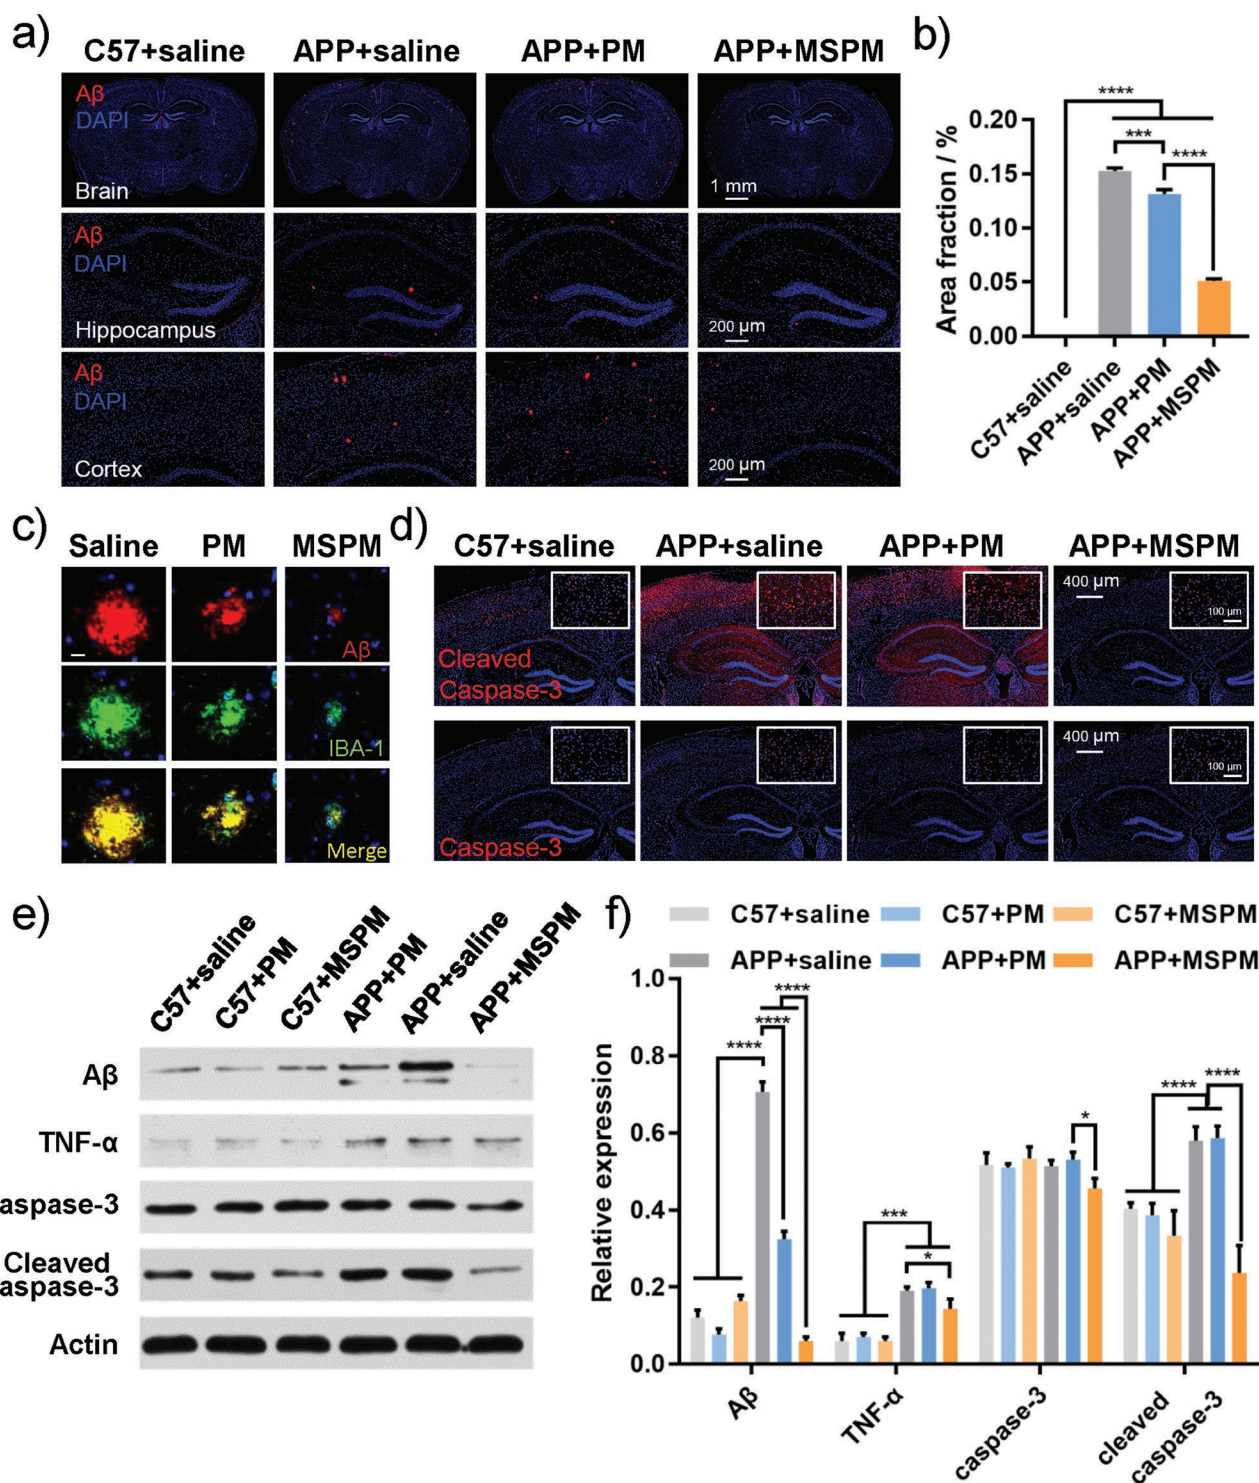 a)
C57+saline APP+saline APP+PM APP+MSPM
Aβ
DAPI
Brain
1 mm
Aβ
DAPI
Hippocampus
200 μm
Aβ
DAPI
Cortex
200 μm
b)
****
***
****
Area fraction / %
0.20
0.15
0.10
0.05
0.00
C57+saline
APP+saline
APP+PM
APP+MSPM
c)
Saline PM MSPM
Aβ
IBA-1
Merge
d)
C57+saline APP+saline APP+PM APP+MSPM
Cleaved
Caspase-3
400 μm
100 μm
Caspase-3
400 μm
100 μm
e)
C57+saline
C57+PM
C57+MSPM
APP+PM
APP+saline
APP+MSPM
Aβ
TNF-α
aspase-3
Cleaved
aspase-3
Actin
f)
C57+saline C57+PM C57+MSPM
APP+saline APP+PM APP+MSPM
Relative expression
1.0
0.8
0.6
0.4
0.2
0.0
****
****
****
***
*
*
****
****
Aβ
TNF-α
caspase-3
cleaved
caspase-3